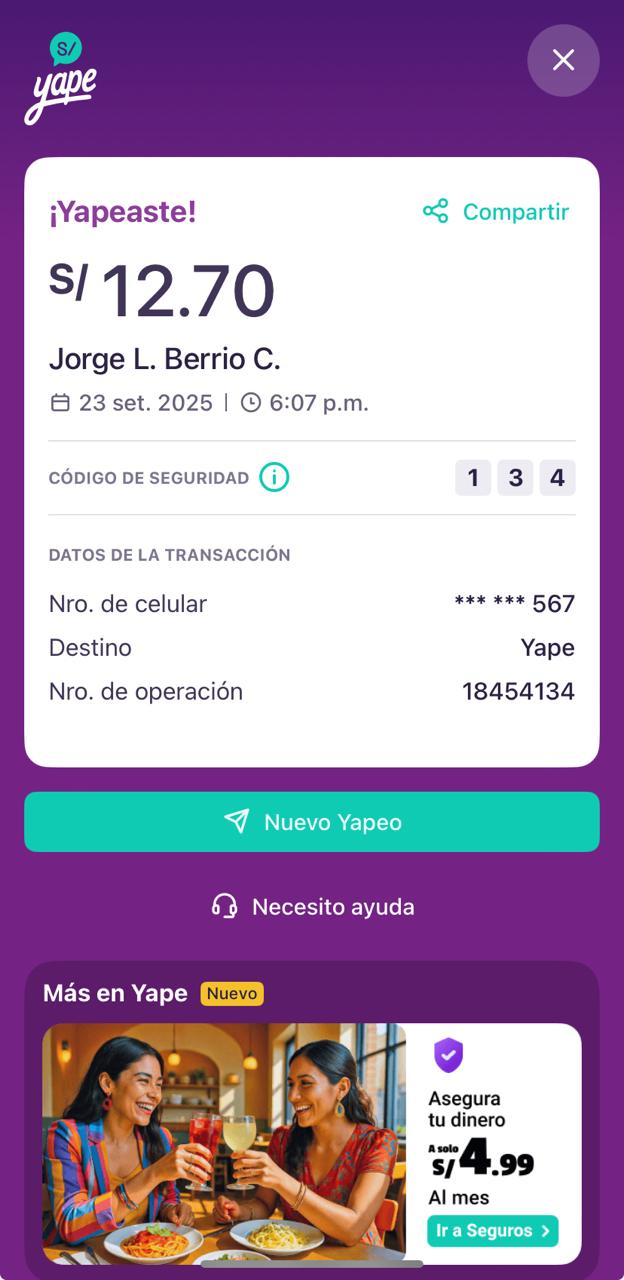 S/
yape
¡Yapeaste!
Compartir
S/ 12.70
Jorge L. Berrio C.
23 set. 2025 | 6:07 p.m.
CÓDIGO DE SEGURIDAD 1 3 4
DATOS DE LA TRANSACCIÓN
Nro. de celular *** *** 567
Destino Yape
Nro. de operación 18454134
Nuevo Yapeo
Necesito ayuda
Más en Yape Nuevo
Asegura
tu dinero
A solo
S/ 4.99
Al mes
Ir a Seguros